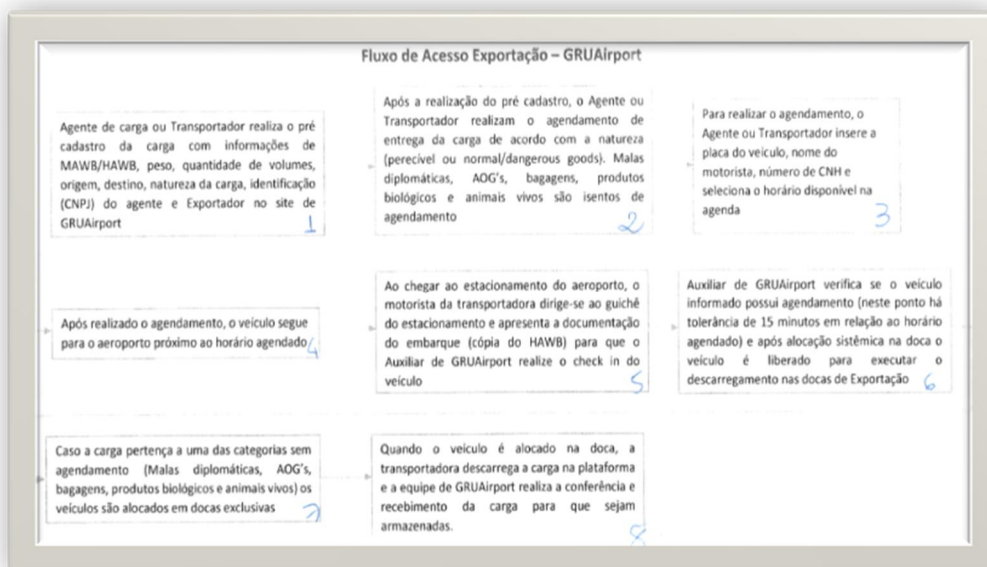 Fluxo de Acesso Exportação – GRUAirport
Agente de carga ou Transportador realiza o pré
cadastro da carga com informações de
MAWB/HAWB, peso, quantidade de volumes,
origem, destino, natureza da carga, identificação
(CNPJ) do agente e Exportador no site de
GRUAirport
1
Após a realização do pré cadastro, o Agente ou
Transportador realizam o agendamento de
entrega da carga de acordo com a natureza
(perecível ou normal/dangerous goods). Malas
diplomáticas, AOG's, bagagens, produtos
biológicos e animais vivos são isentos de
agendamento
2
Para realizar o agendamento, o
Agente ou Transportador insere a
placa do veículo, nome do
motorista, número de CNH e
seleciona o horário disponível na
agenda
3
Após realizado o agendamento, o veículo segue
para o aeroporto próximo ao horário agendado
4
Ao chegar ao estacionamento do aeroporto, o
motorista da transportadora dirige-se ao guichê
do estacionamento e apresenta a documentação
do embarque (cópia do HAWB) para que o
Auxiliar de GRUAirport realize o check in do
veículo
5
Auxiliar de GRUAirport verifica se o veículo
informado possui agendamento (neste ponto há
tolerância de 15 minutos em relação ao horário
agendado) e após alocação sistêmica na doca o
veículo é liberado para executar o
descarregamento nas docas de Exportação
6
Caso a carga pertença a uma das categorias sem
agendamento (Malas diplomáticas, AOG's,
bagagens, produtos biológicos e animais vivos) os
veículos são alocados em docas exclusivas
7
Quando o veículo é alocado na doca, a
transportadora descarrega a carga na plataforma
e a equipe de GRUAirport realiza a conferência e
recebimento da carga para que sejam
armazenadas.
8